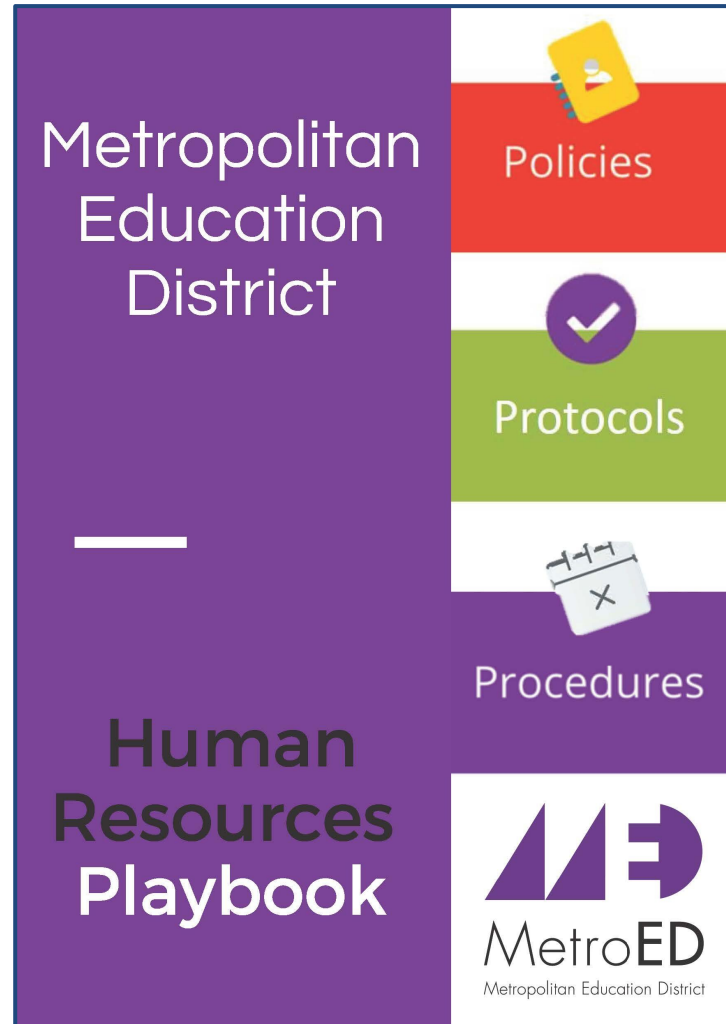 Metropolitan
Education
District
Human
Resources
Playbook
Policies
Protocols
Procedures
MetroED
Metropolitan Education District